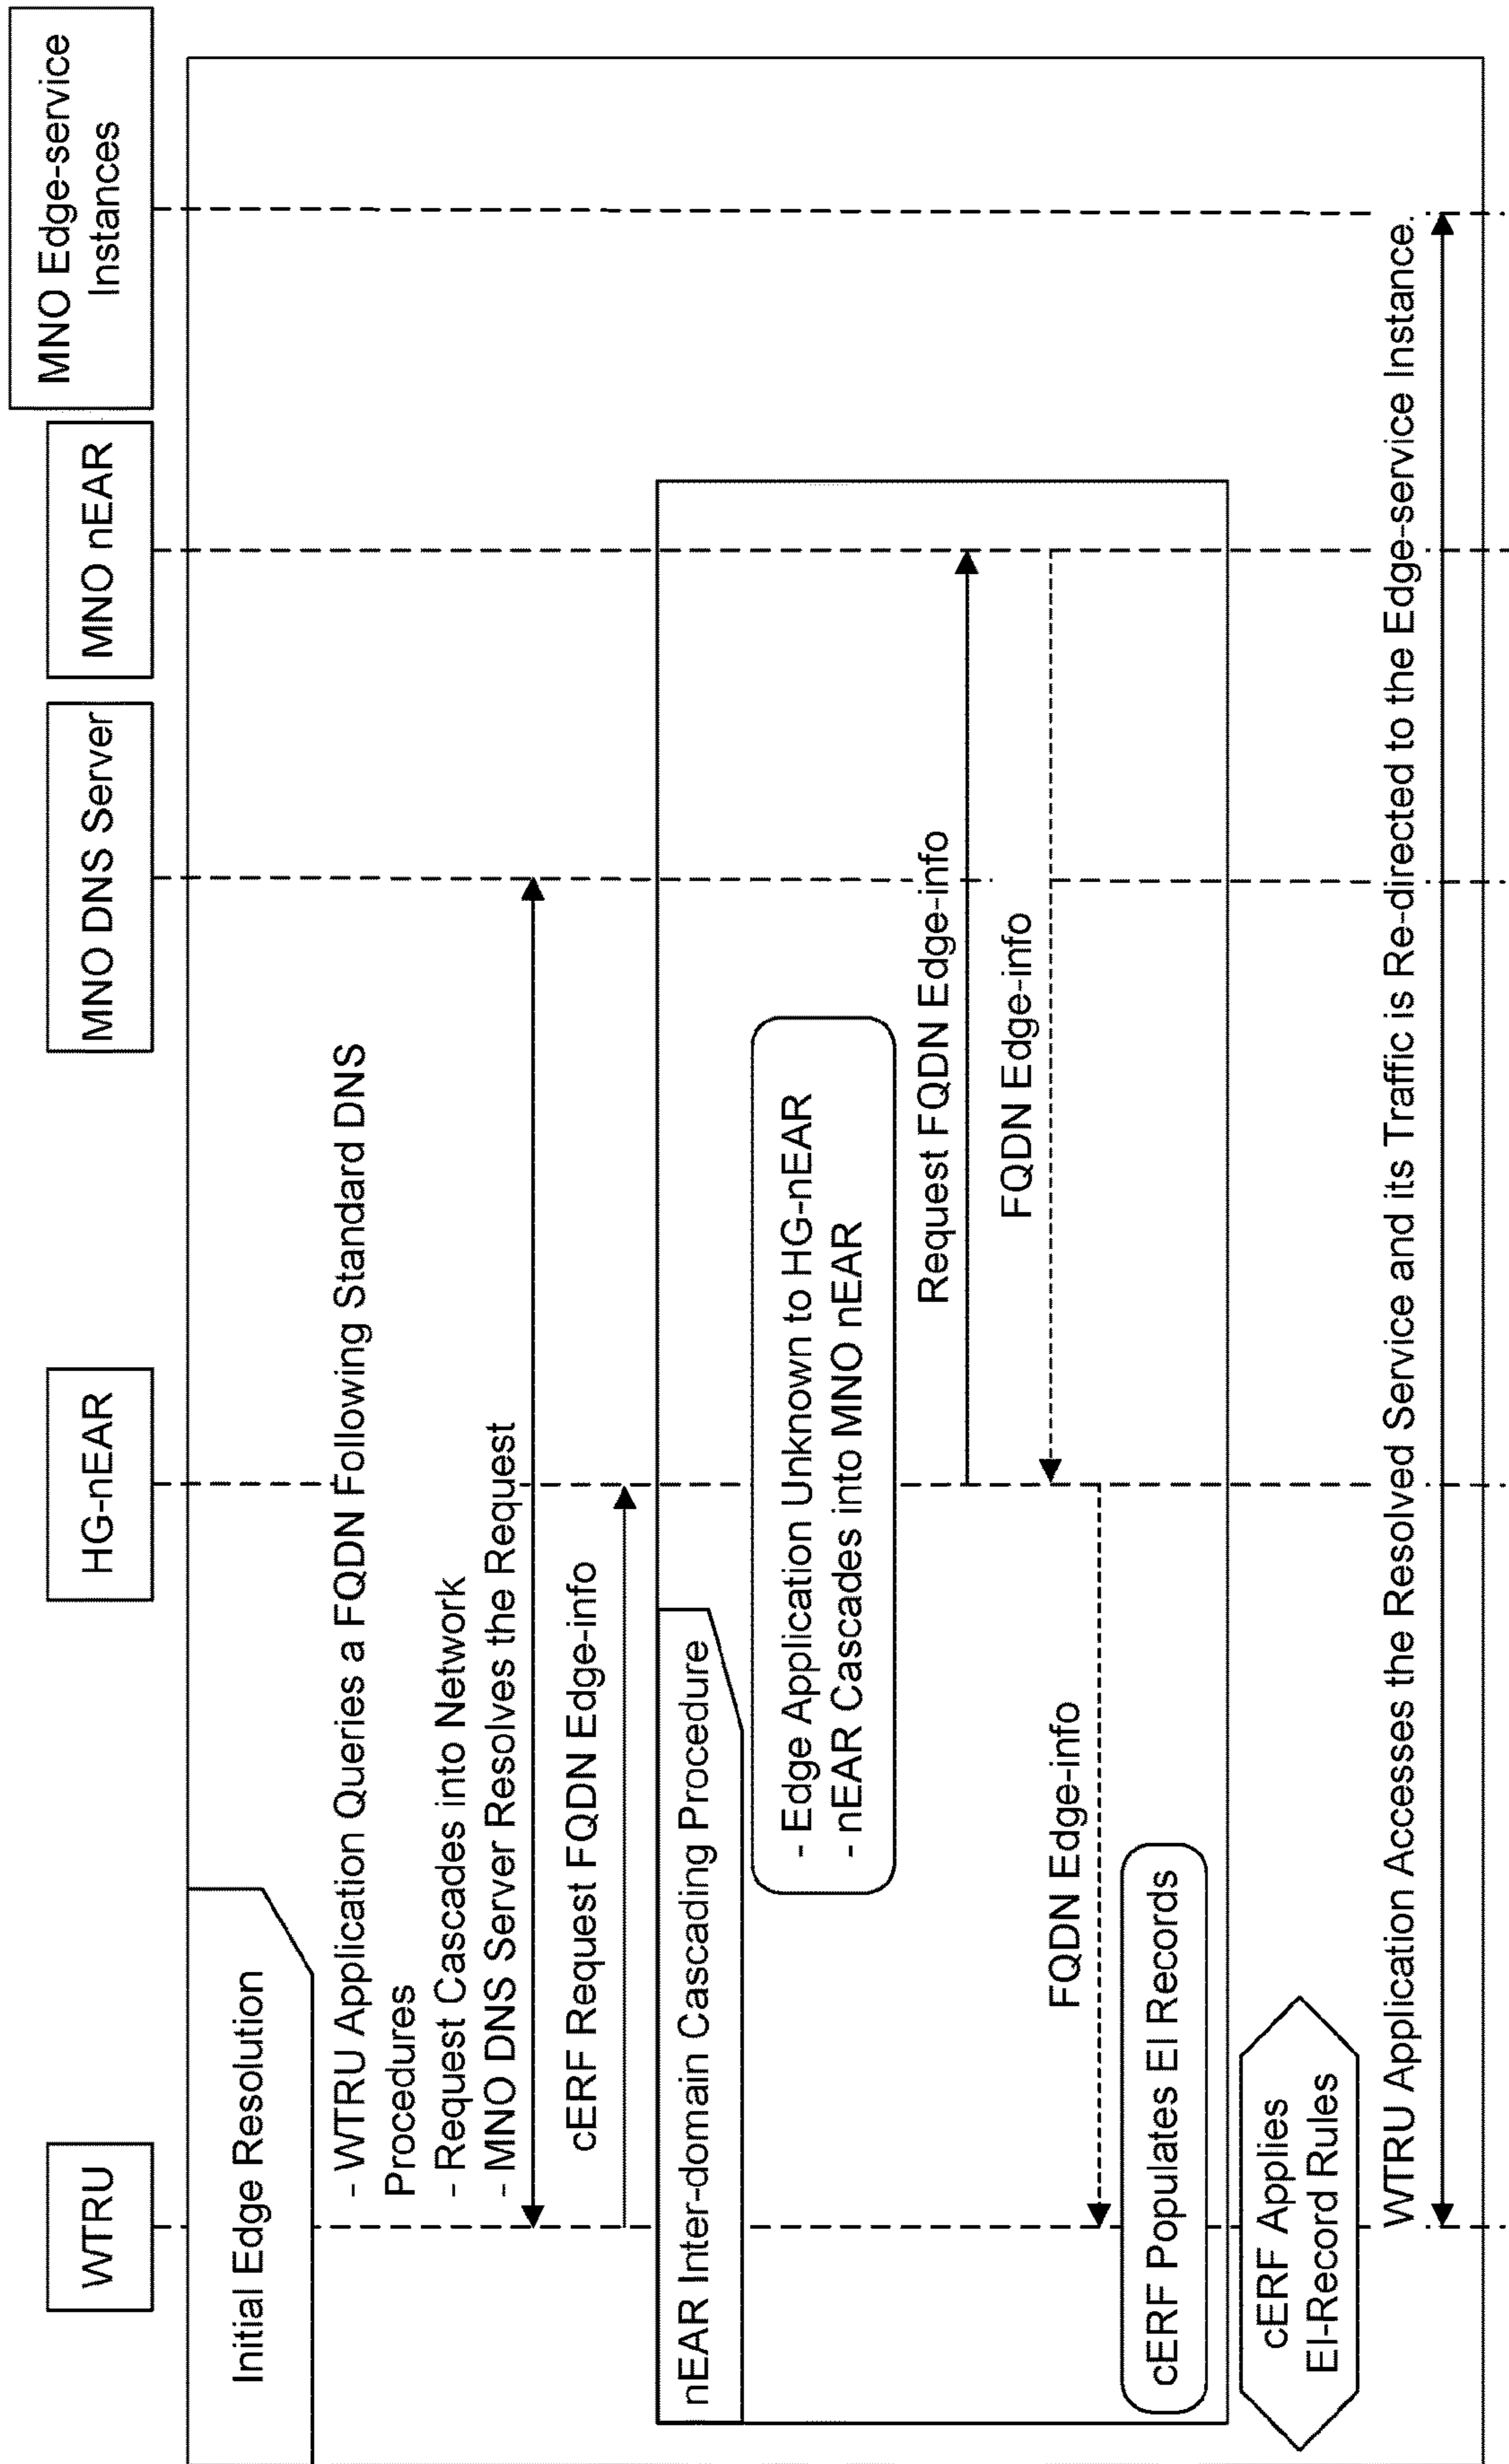 WTRU
HG-nEAR
MNO DNS Server
MNO nEAR
MNO Edge-service
Instances
Initial Edge Resolution
- WTRU Application Queries a FQDN Following Standard DNS
Procedures
- Request Cascades into Network
- MNO DNS Server Resolves the Request
cERF Request FQDN Edge-info
nEAR Inter-domain Cascading Procedure
- Edge Application Unknown to HG-nEAR
- nEAR Cascades into MNO nEAR
Request FQDN Edge-info
FQDN Edge-info
FQDN Edge-info
cERF Populates EI Records
cERF Applies
EI-Record Rules
WTRU Application Accesses the Resolved Service and its Traffic is Re-directed to the Edge-service Instance.